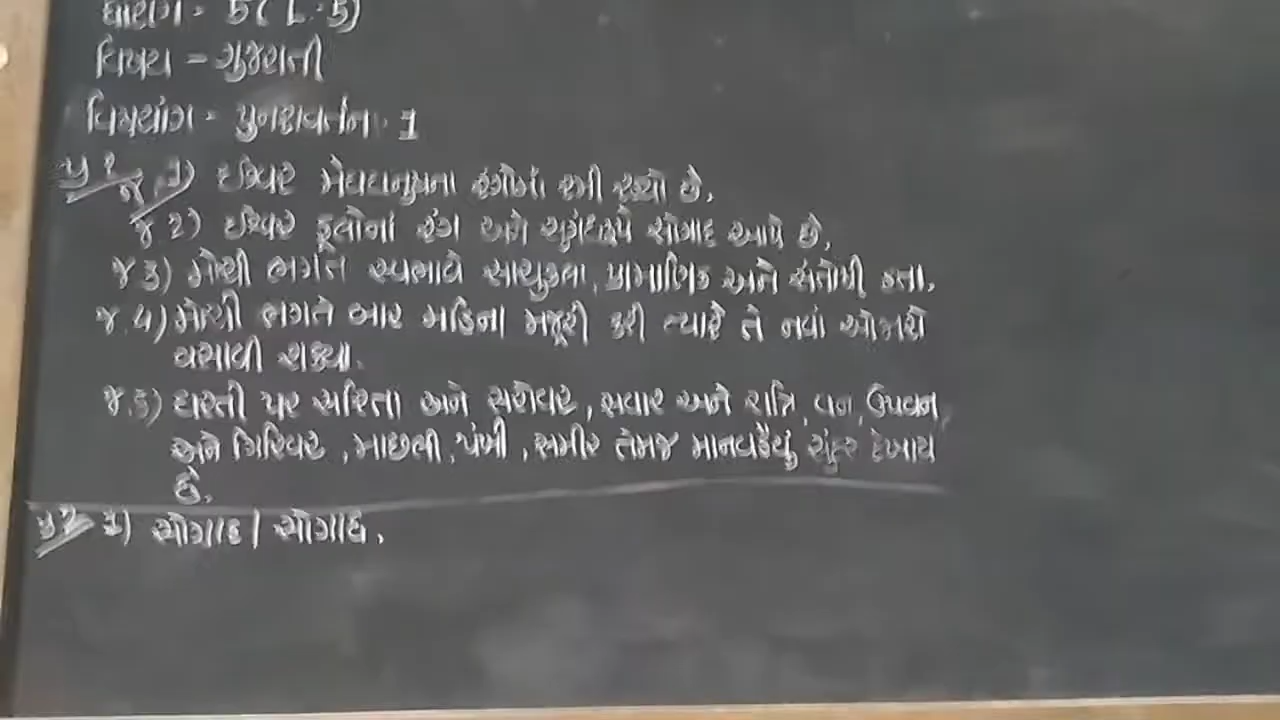 ધોરણ - 5 ( L. 5)
વિષય - ગુજરાતી
વિષયાંગ - પુનરાવર્તન - 1
પ્ર 1 જ. 1) ઈશ્વર મેઘધનુષના રંગોમાં રમી રહ્યો છે.
જ. 2) ઈશ્વર ફૂલોનાં રંગ અને સુગંધરૂપે સોગાદ આપે છે.
જ 3) મોચી ભગત સ્વભાવે સાચુકલા, પ્રામાણિક અને સંતોષી હતા.
જ. 4) મોચી ભગતે બાર મહિના મજૂરી કરી ત્યારે તે નવાં ઓજારો
વસાવી શક્યા.
જ. 5) ધરતી પર સરિતા અને સરોવર, સવાર અને રાત્રિ, વન, ઉપવન,
અને ગિરિવર, માછલી, પંખી, સમીર તેમજ માનવહૈયું સુંદર દેખાય
છે.
પ્ર 2 1) સોગાદ | સોગાદ.